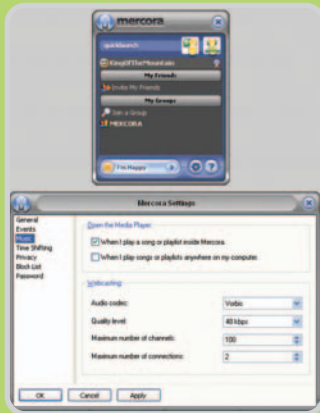 mercora
quicklaunch
KingOfTheMountain
My Friends
Invite My Friends
My Groups
Join a Group
MERCORA
I'm Happy
?
Mercora Settings
General
Events
Music
Time Shifting
Privacy
Block-List
Password
Open the Media Player:
When I play a song or playlist inside Mercora.
When I play songs or playlists anywhere on my computer.
Webcasting:
Audio codec: Vorbis
Quality level: 48 kbps
Maximum number of channels: 100
Maximum number of connections: 2
OK Cancel Apply